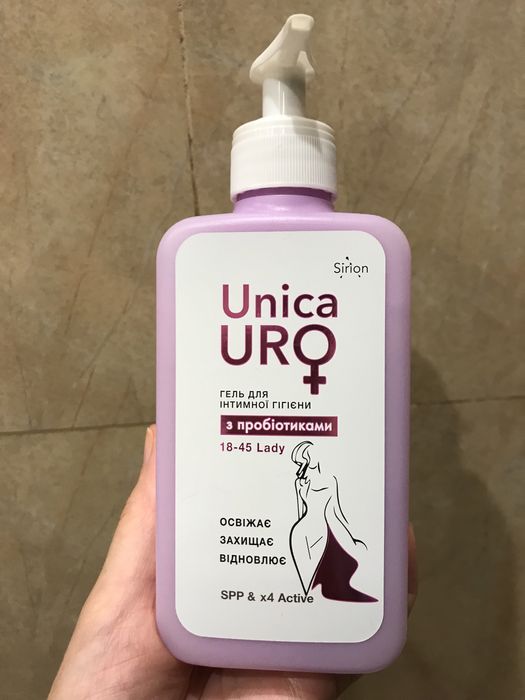 Sirion
Unica
URO
ГЕЛЬ ДЛЯ
ІНТИМНОЇ ГІГІЄНИ
з пробіотиками
18-45 Lady
ОСВІЖАЄ
ЗАХИЩАЄ
ВІДНОВЛЮЄ
SPP & x4 Active